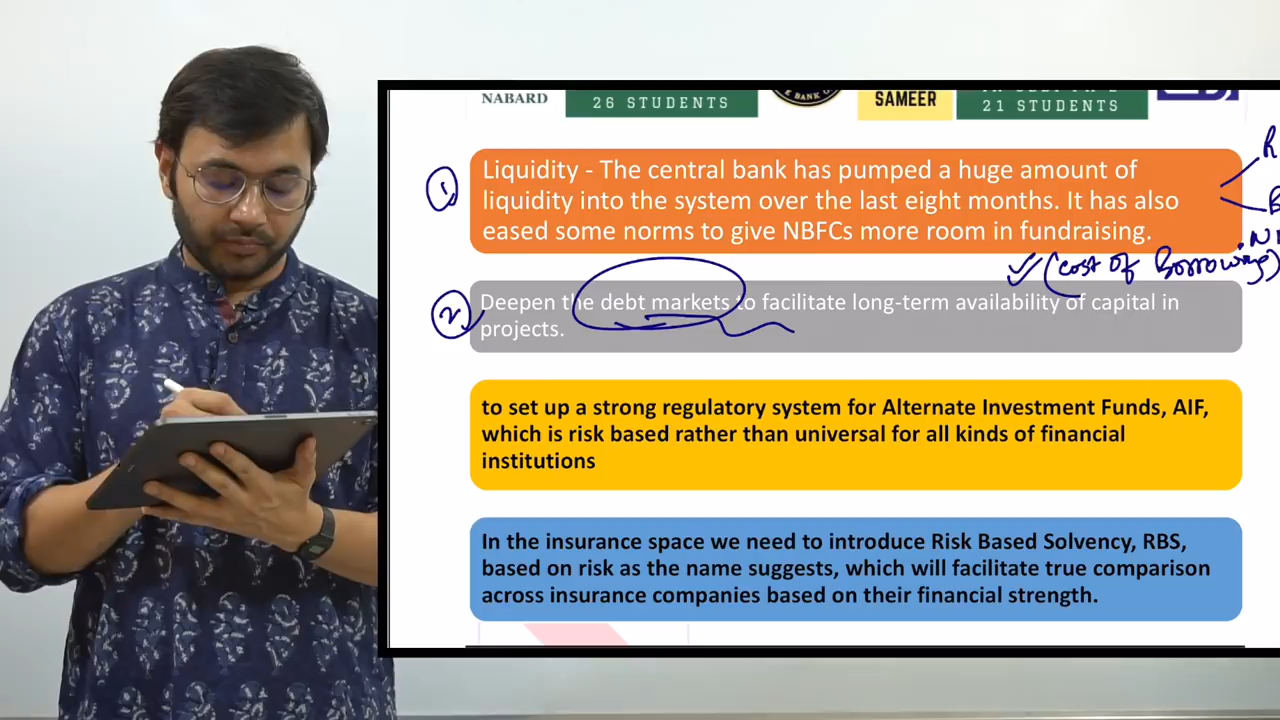 NABARD
26 STUDENTS
SAMEER
21 STUDENTS
R
1
Liquidity - The central bank has pumped a huge amount of
liquidity into the system over the last eight months. It has also
eased some norms to give NBFCs more room in fundraising.
(cost of Borrowings)
2
Deepen the debt markets to facilitate long-term availability of capital in
projects.
to set up a strong regulatory system for Alternate Investment Funds, AIF,
which is risk based rather than universal for all kinds of financial
institutions
In the insurance space we need to introduce Risk Based Solvency, RBS,
based on risk as the name suggests, which will facilitate true comparison
across insurance companies based on their financial strength.